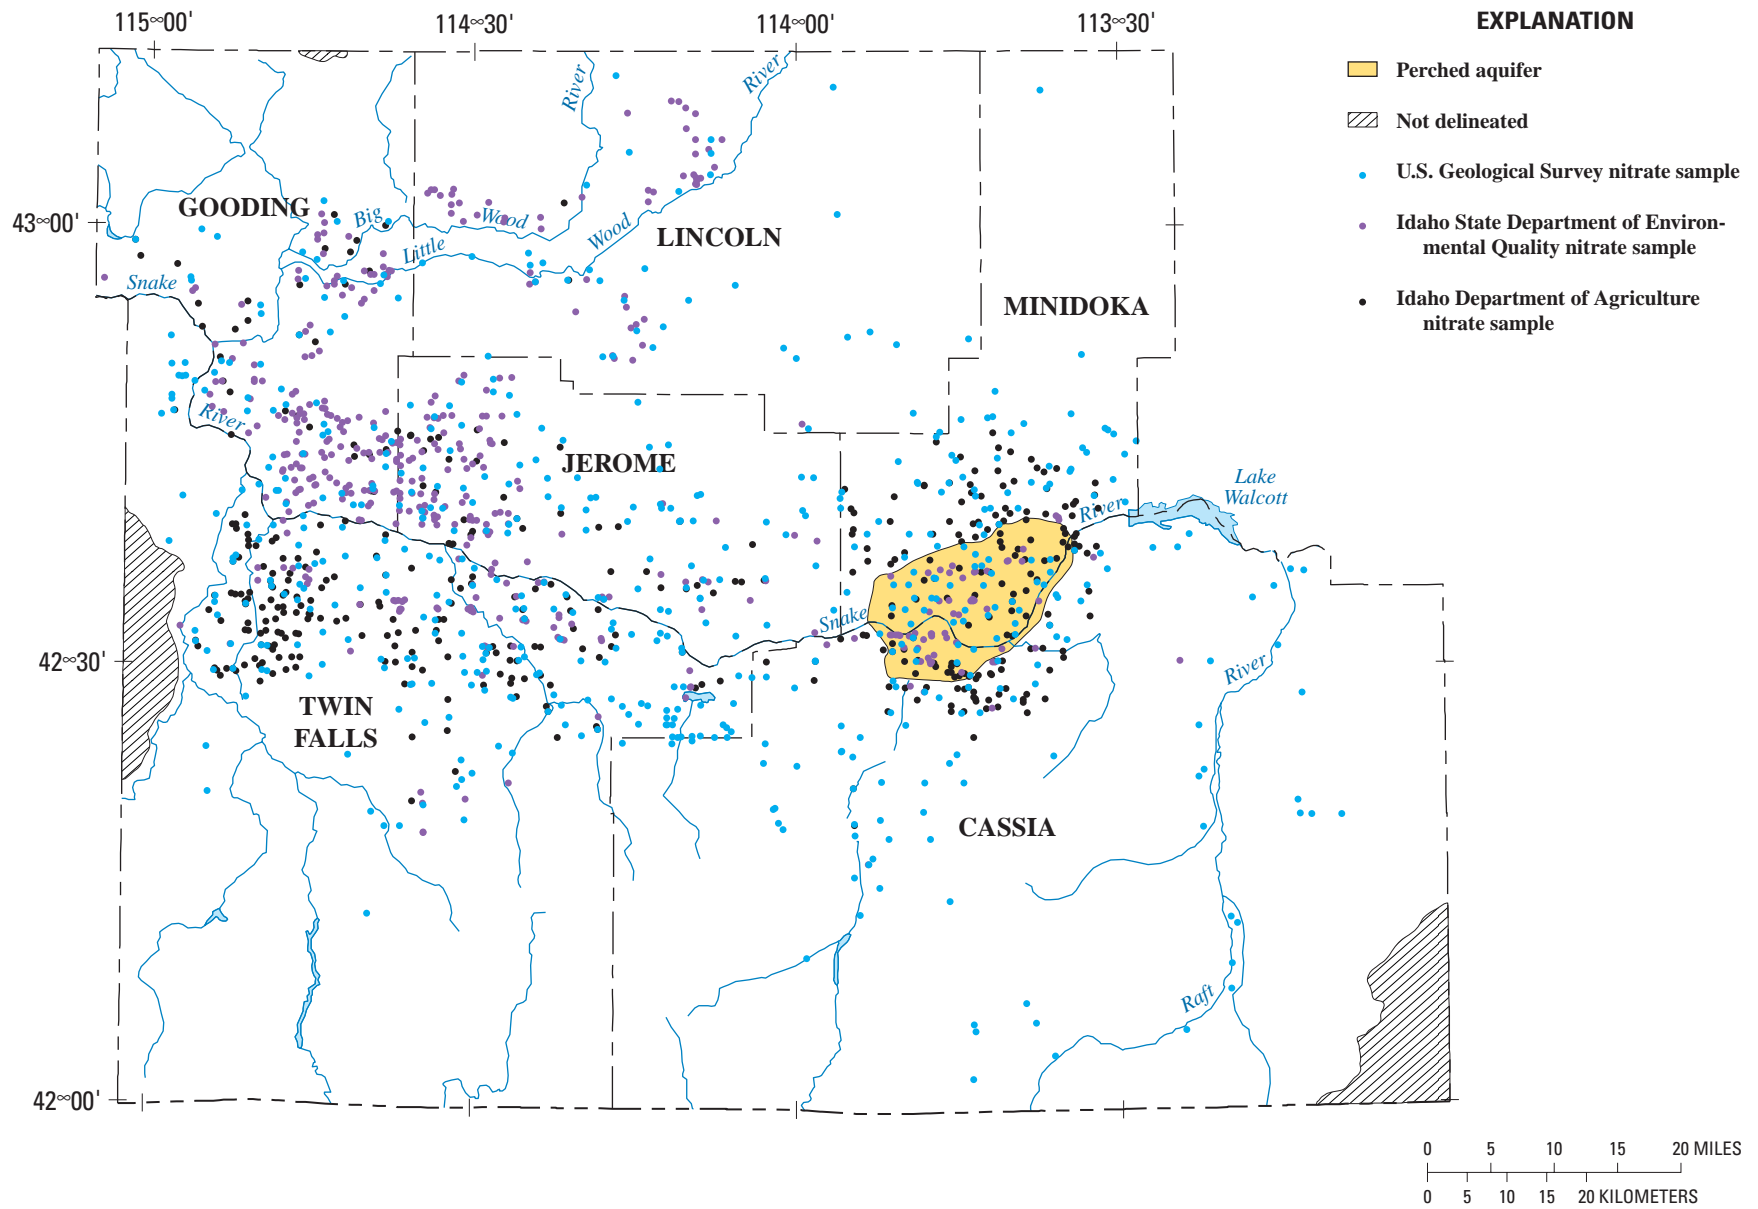 115∞00'
114∞30'
114∞00'
113∞30'
EXPLANATION
Perched aquifer
Not delineated
U.S. Geological Survey nitrate sample
Idaho State Department of Environ-
mental Quality nitrate sample
Idaho Department of Agriculture
nitrate sample
River
River
GOODING
Big
Wood
43∞00'
Little
Wood
LINCOLN
Snake
MINIDOKA
River
JEROME
Lake
Walcott
River
Snake
42∞30'
River
TWIN
FALLS
CASSIA
Raft
42∞00'
0 5 10 15 20 MILES
0 5 10 15 20 KILOMETERS